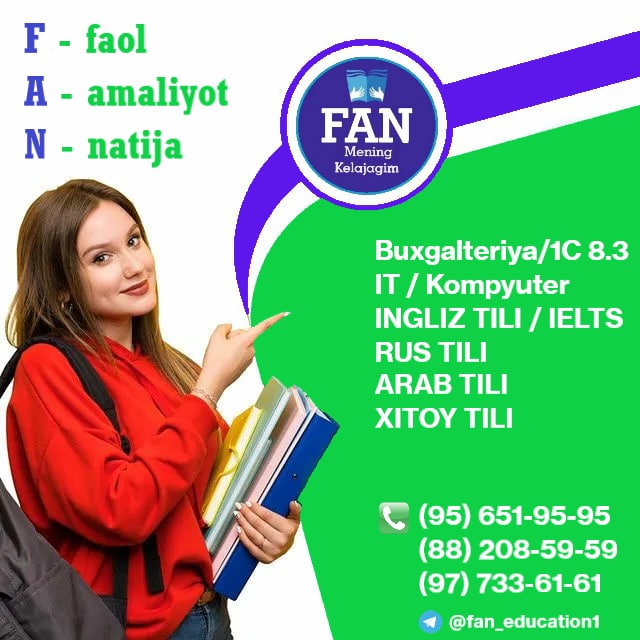 F - faol
A - amaliyot
N - natija
FAN
Mening
Kelajagim
Buxgalteriya/1C 8.3
IT / Kompyuter
INGLIZ TILI / IELTS
RUS TILI
ARAB TILI
XITOY TILI
(95) 651-95-95
(88) 208-59-59
(97) 733-61-61
@fan_education1